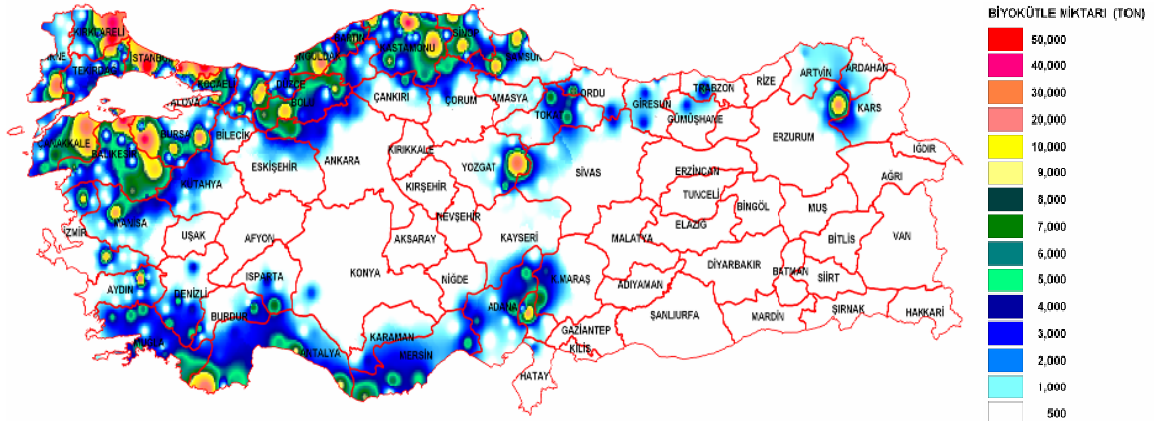 BİYOKÜTLE MİKTARI (TON)
50,000
40,000
30,000
20,000
10,000
9,000
8,000
7,000
6,000
5,000
4,000
3,000
2,000
1,000
500
KIRKLARELİ
TEKİRDAĞ
İSTANBUL
KOCAELİ
YALOVA
DÜZCE
BOLU
BARTIN
KASTAMONU
SİNOP
SAMSUN
ÇANKIRI
ÇORUM
AMASYA
TOKAT
ORDU
GİRESUN
TRABZON
GÜMÜŞHANE
RİZE
ARTVİN
ARDAHAN
KARS
IĞDIR
ERZURUM
AĞRI
ÇANAKKALE
BALIKESİR
BURSA
BİLECİK
ESKİŞEHİR
ANKARA
KIRIKKALE
YOZGAT
SİVAS
ERZİNCAN
TUNCELİ
BİNGÖL
MUŞ
KÜTAHYA
KIRŞEHİR
NEVŞEHİR
MANİSA
İZMİR
UŞAK
AFYON
AKSARAY
KAYSERİ
MALATYA
ELAZIĞ
BİTLİS
VAN
KONYA
NİĞDE
K.MARAŞ
ADIYAMAN
DİYARBAKIR
BATMAN
SİİRT
ISPARTA
AYDIN
DENİZLİ
BURDUR
ADANA
GAZİANTEP
KİLİS
ŞANLIURFA
MARDİN
ŞIRNAK
HAKKARİ
MUĞLA
ANTALYA
KARAMAN
MERSİN
HATAY